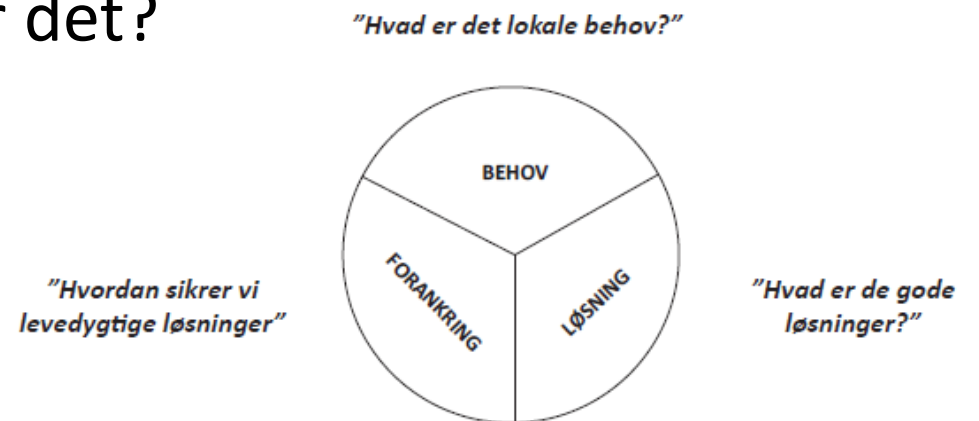 r det?
”Hvad er det lokale behov?”
BEHOV
FORANKRING
LØSNING
”Hvordan sikrer vi
levedygtige løsninger”
”Hvad er de gode
løsninger?”